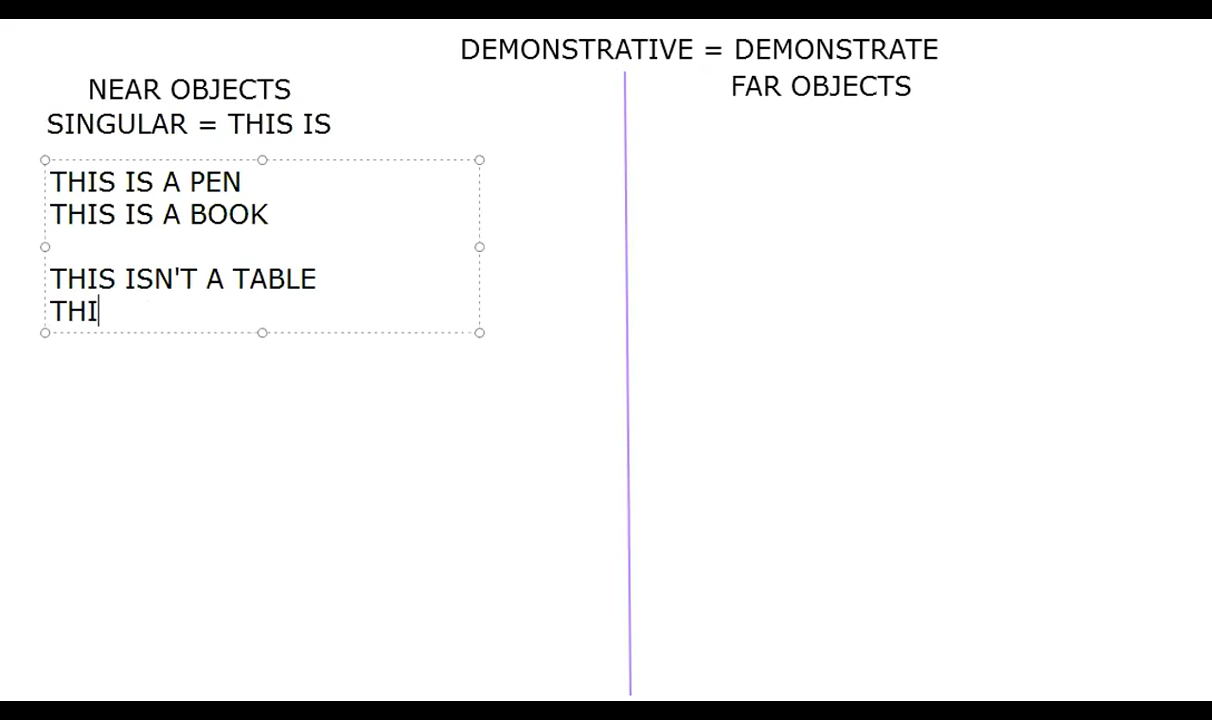 DEMONSTRATIVE = DEMONSTRATE
NEAR OBJECTS
SINGULAR = THIS IS
THIS IS A PEN
THIS IS A BOOK
THIS ISN'T A TABLE
THI
FAR OBJECTS